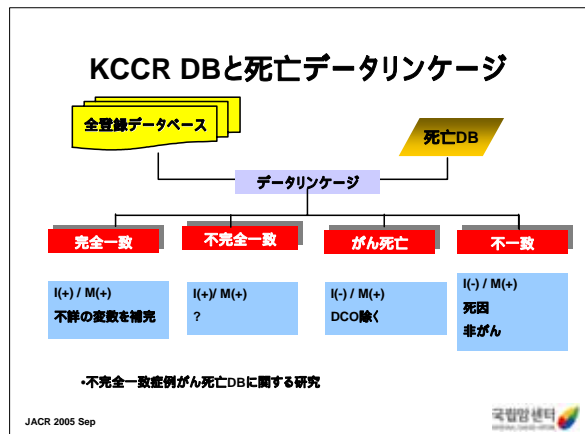 KCCR DBと死亡データリンケージ
全登録データベース
死亡DB
データリンケージ
完全一致
不完全一致
がん死亡
不一致
I(+) / M(+)
不詳の変数を補完
I(+)/ M(+)
?
I(-) / M(+)
DCO除く
I(-) / M(+)
死因
非がん
•不完全一致症例がん死亡DBに関する研究
JACR 2005 Sep
국립암센터